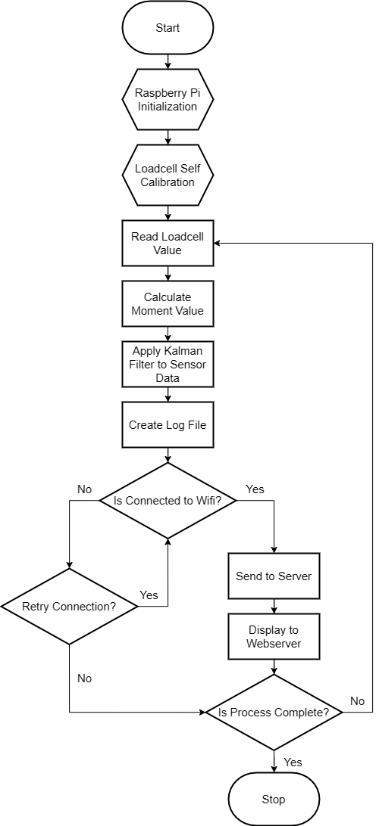 Start
Raspberry Pi
Initialization
Loadcell Self
Calibration
Read Loadcell
Value
Calculate
Moment Value
Apply Kalman
Filter to Sensor
Data
Create Log File
Is Connected to Wifi?
No
Yes
Retry Connection?
Yes
No
Send to Server
Display to
Webserver
Is Process Complete?
No
Yes
Stop